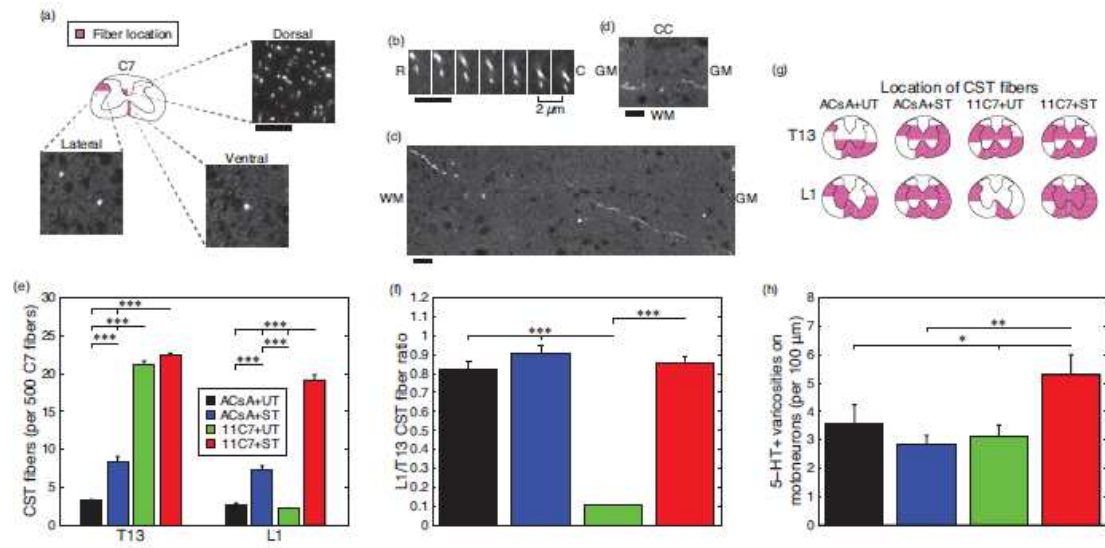 (a)
Fiber location
C7
Dorsal
Lateral
Ventral
(b)
R
C
2 μm
(d)
CC
GM
GM
WM
(c)
WM
GM
(g)
Location of CST fibers
ACsA+UT ACsA+ST 11C7+UT 11C7+ST
T13
L1
(e)
CST fibers (per 500 C7 fibers)
30
25
20
15
10
5
0
***
***
***
***
***
***
ACsA+UT
ACsA+ST
11C7+UT
11C7+ST
T13 L1
(f)
L1/T13 CST fiber ratio
1.2
1.1
1
0.9
0.8
0.7
0.6
0.5
0.4
0.3
0.2
0.1
0
***
***
(h)
5–HT+ varicosities on
motoneurons (per 100 μm)
8
7
6
5
4
3
2
1
0
**
*